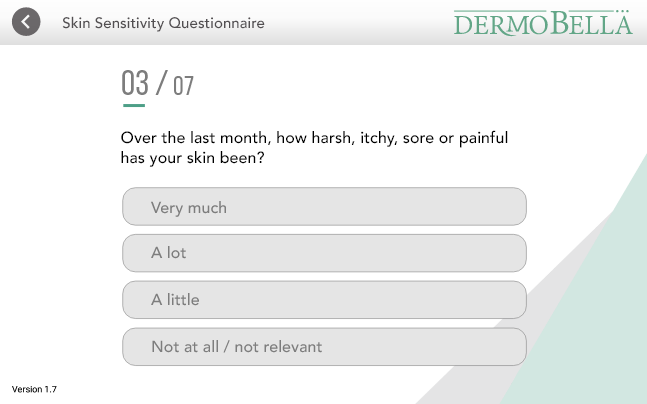 Skin Sensitivity Questionnaire
DERMOBELLA
03 / 07
Over the last month, how harsh, itchy, sore or painful
has your skin been?
Very much
A lot
A little
Not at all / not relevant
Version 1.7